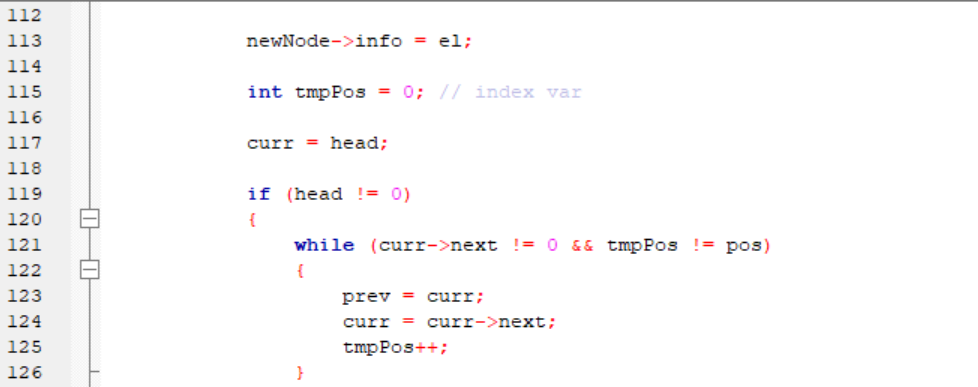 112
113 newNode->info = el;
114
115 int tmpPos = 0; // index var
116
117 curr = head;
118
119 if (head != 0)
120 {
121 while (curr->next != 0 && tmpPos != pos)
122 {
123 prev = curr;
124 curr = curr->next;
125 tmpPos++;
126 }